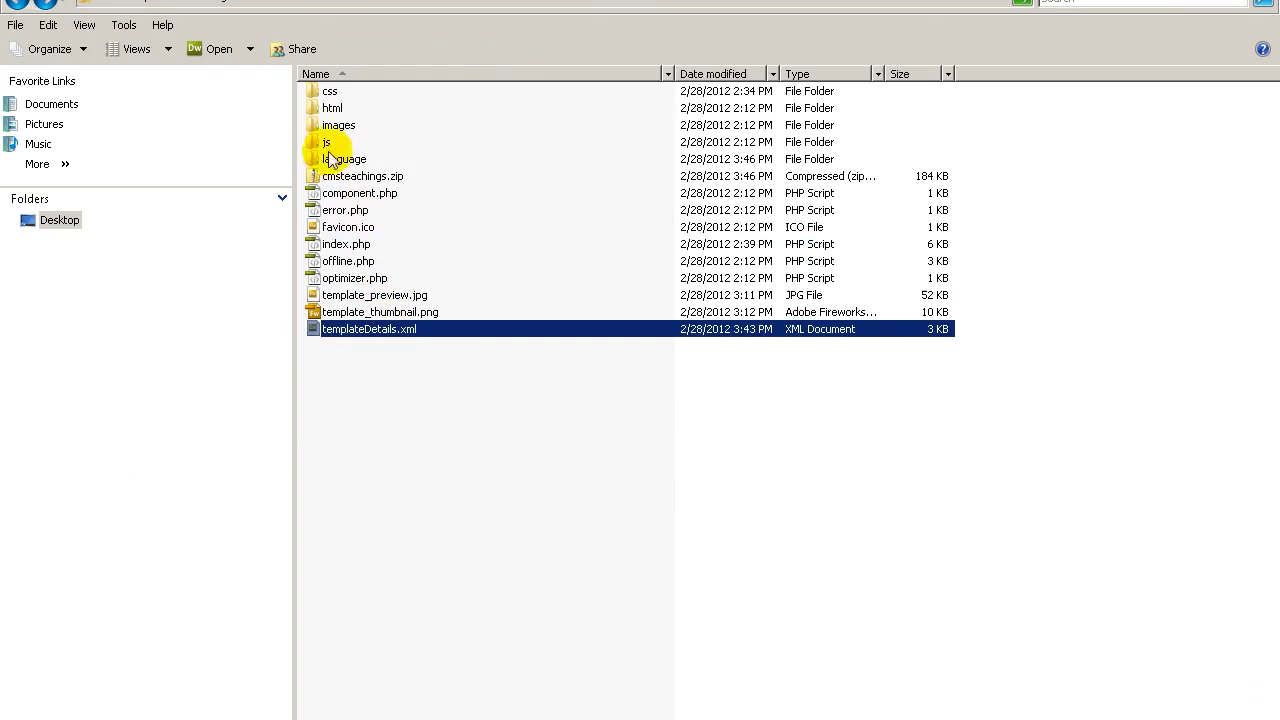 File Edit View Tools Help
Organize Views Dw Open Share
Favorite Links
Documents
Pictures
Music
More »
Folders
Desktop
Name Date modified Type Size
css 2/28/2012 2:34 PM File Folder
html 2/28/2012 2:12 PM File Folder
images 2/28/2012 2:12 PM File Folder
js 2/28/2012 2:12 PM File Folder
language 2/28/2012 3:46 PM File Folder
cmsteachings.zip 2/28/2012 3:46 PM Compressed (zip... 184 KB
component.php 2/28/2012 2:12 PM PHP Script 1 KB
error.php 2/28/2012 2:12 PM PHP Script 1 KB
favicon.ico 2/28/2012 2:12 PM ICO File 1 KB
index.php 2/28/2012 2:39 PM PHP Script 6 KB
offline.php 2/28/2012 2:12 PM PHP Script 3 KB
optimizer.php 2/28/2012 2:12 PM PHP Script 1 KB
template_preview.jpg 2/28/2012 3:11 PM JPG File 52 KB
template_thumbnail.png 2/28/2012 3:12 PM Adobe Fireworks... 10 KB
templateDetails.xml 2/28/2012 3:43 PM XML Document 3 KB